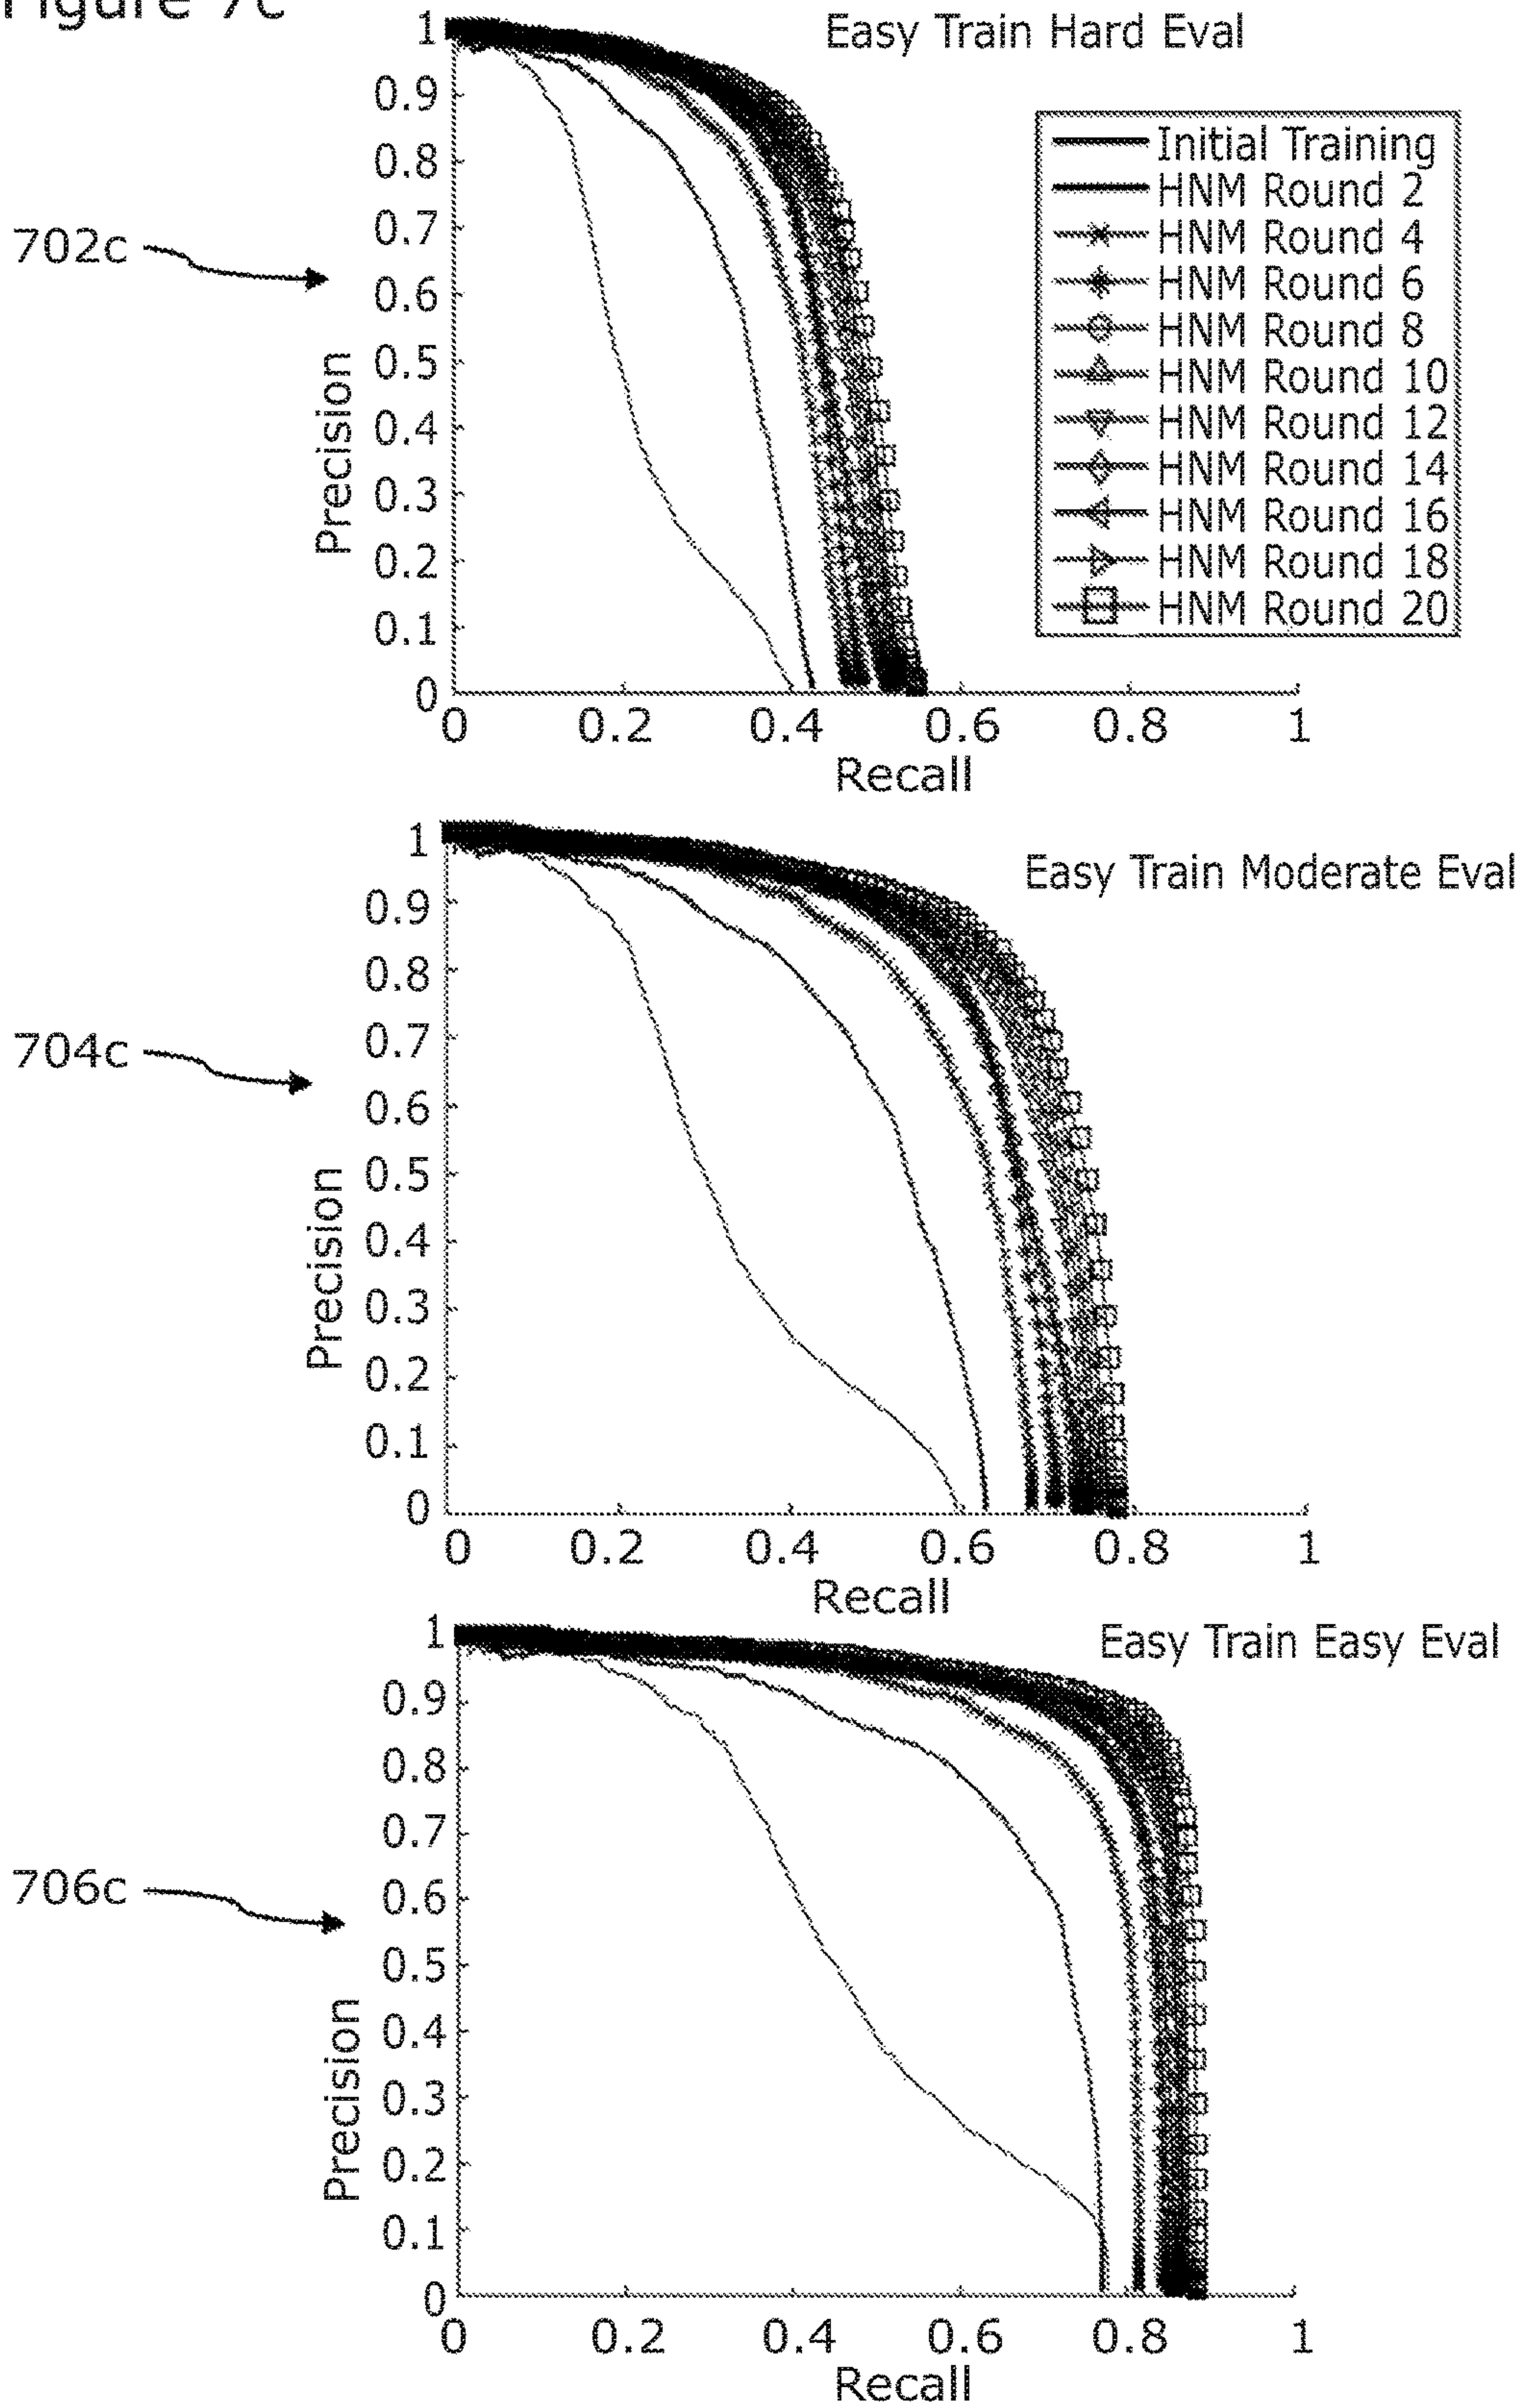 Figure 7c
Easy Train Hard Eval
1
0.9
0.8
0.7
0.6
0.5
0.4
0.3
0.2
0.1
0
Precision
702c
Initial Training
HNM Round 2
HNM Round 4
HNM Round 6
HNM Round 8
HNM Round 10
HNM Round 12
HNM Round 14
HNM Round 16
HNM Round 18
HNM Round 20
0 0.2 0.4 0.6 0.8 1
Recall
Easy Train Moderate Eval
1
0.9
0.8
0.7
0.6
0.5
0.4
0.3
0.2
0.1
0
Precision
704c
0 0.2 0.4 0.6 0.8 1
Recall
Easy Train Easy Eval
1
0.9
0.8
0.7
0.6
0.5
0.4
0.3
0.2
0.1
0
Precision
706c
0 0.2 0.4 0.6 0.8 1
Recall